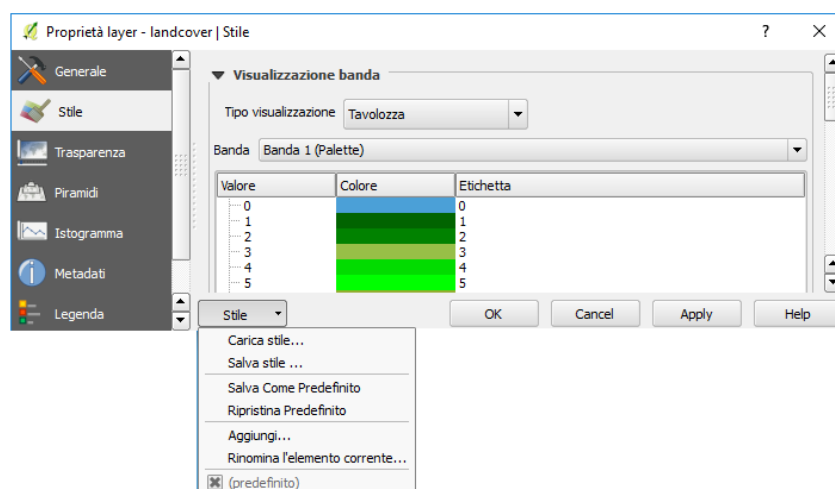 Proprietà layer - landcover | Stile ?
Generale
Stile
Trasparenza
Piramidi
Istogramma
Metadati
Legenda
Visualizzazione banda
Tipo visualizzazione Tavolozza
Banda Banda 1 (Palette)
Valore Colore Etichetta
0 0
1 1
2 2
3 3
4 4
5 5
Stile OK Cancel Apply Help
Carica stile...
Salva stile ...
Salva Come Predefinito
Ripristina Predefinito
Aggiungi...
Rinomina l'elemento corrente...
(predefinito)